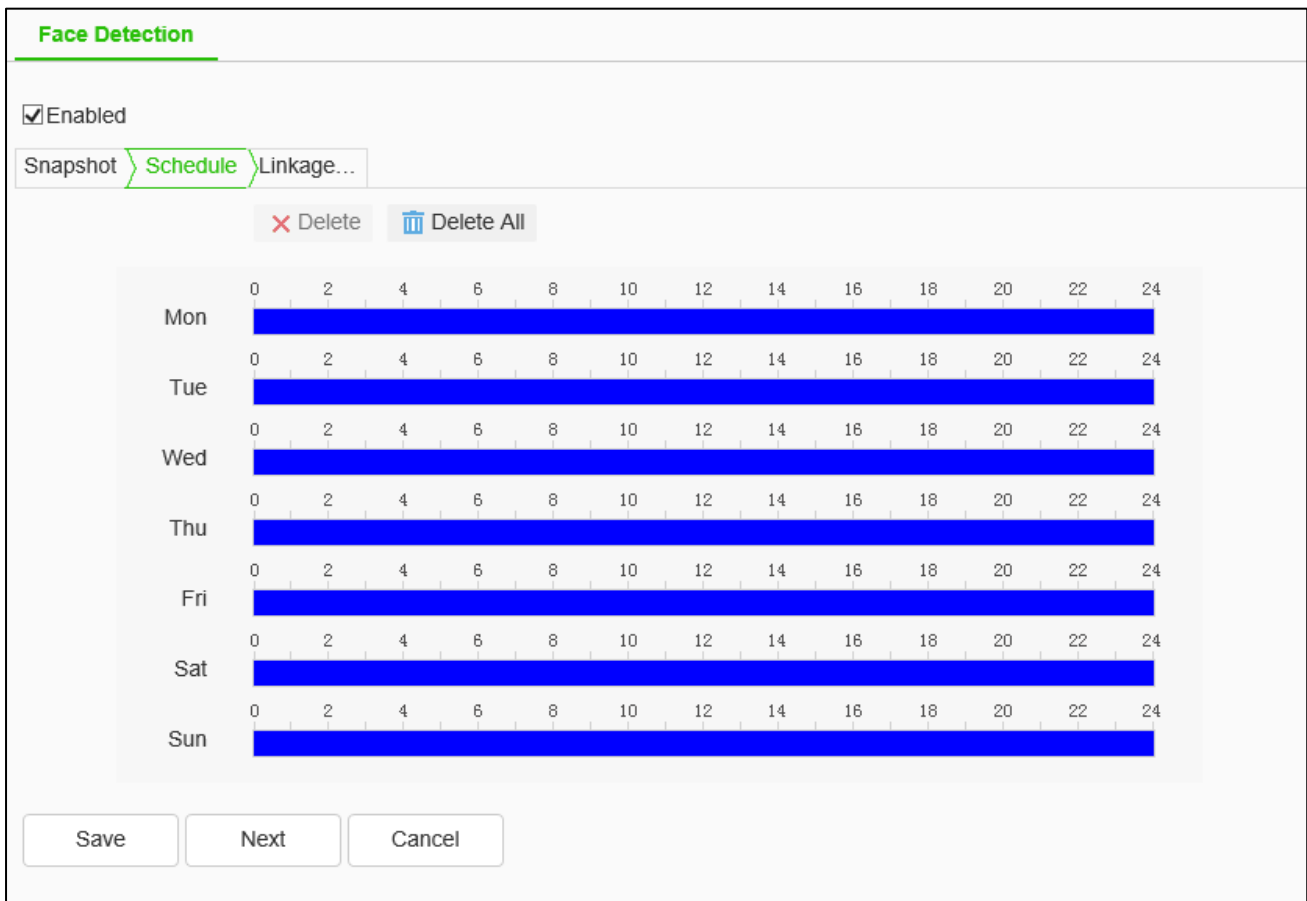 Face Detection
Enabled
Snapshot Schedule Linkage...
Delete Delete All
0 2 4 6 8 10 12 14 16 18 20 22 24
Mon
0 2 4 6 8 10 12 14 16 18 20 22 24
Tue
0 2 4 6 8 10 12 14 16 18 20 22 24
Wed
0 2 4 6 8 10 12 14 16 18 20 22 24
Thu
0 2 4 6 8 10 12 14 16 18 20 22 24
Fri
0 2 4 6 8 10 12 14 16 18 20 22 24
Sat
0 2 4 6 8 10 12 14 16 18 20 22 24
Sun
Save Next Cancel